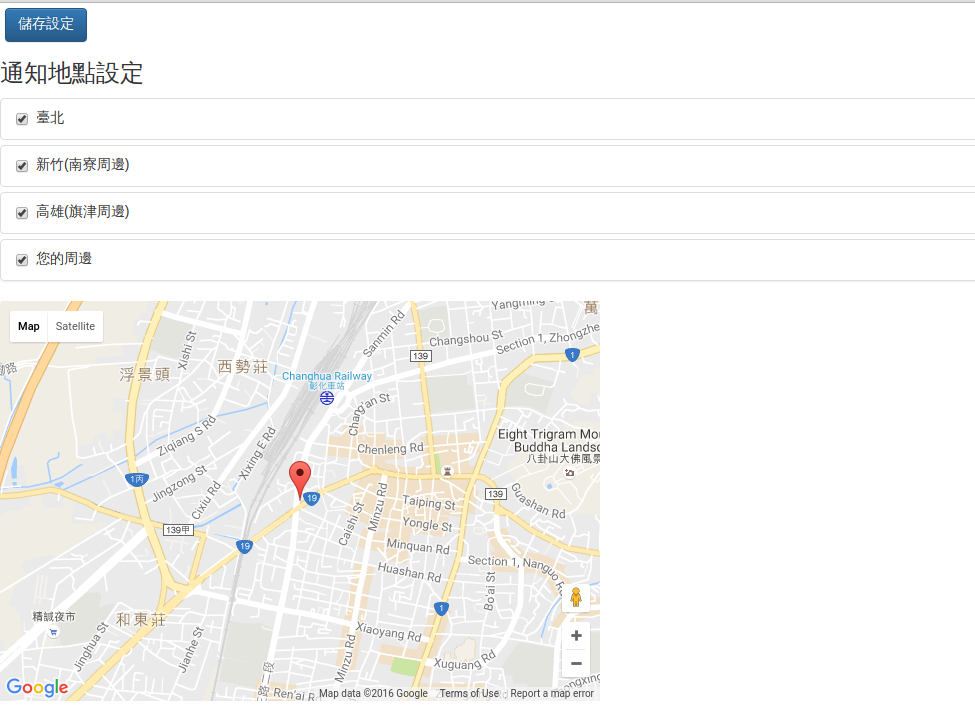 儲存設定
通知地點設定
臺北
新竹(南寮周邊)
高雄(旗津周邊)
您的周邊
Map Satellite
Yangming St
萬
Sanmin Rd
139
Changshou St
Section 1, Zhongzhe
1
Xishi St
西勢莊
浮景頭
Changhua Railway
彰化車站
Chang'an St
Ziqiang S Rd
Xixing E Rd
Chenleng Rd
Eight Trigram Mou
Buddha Landsc
八卦山大佛風景
1丙
Jingzong St
Cixiu Rd
19
Minzu Rd
Caishi St
Taiping St
139
Guashan Rd
Yongle St
139甲
19
Minquan Rd
Section 1, Nanguo Rd
Huashan Rd
Bo'ai St
1
精誠夜市
和東莊
Xiaoyang Rd
Jinghua St
Jianhe St
Minzu Rd
Xuguang Rd
路二段
Ren'ai R
Google
Map data ©2016 Google Terms of Use Report a map error